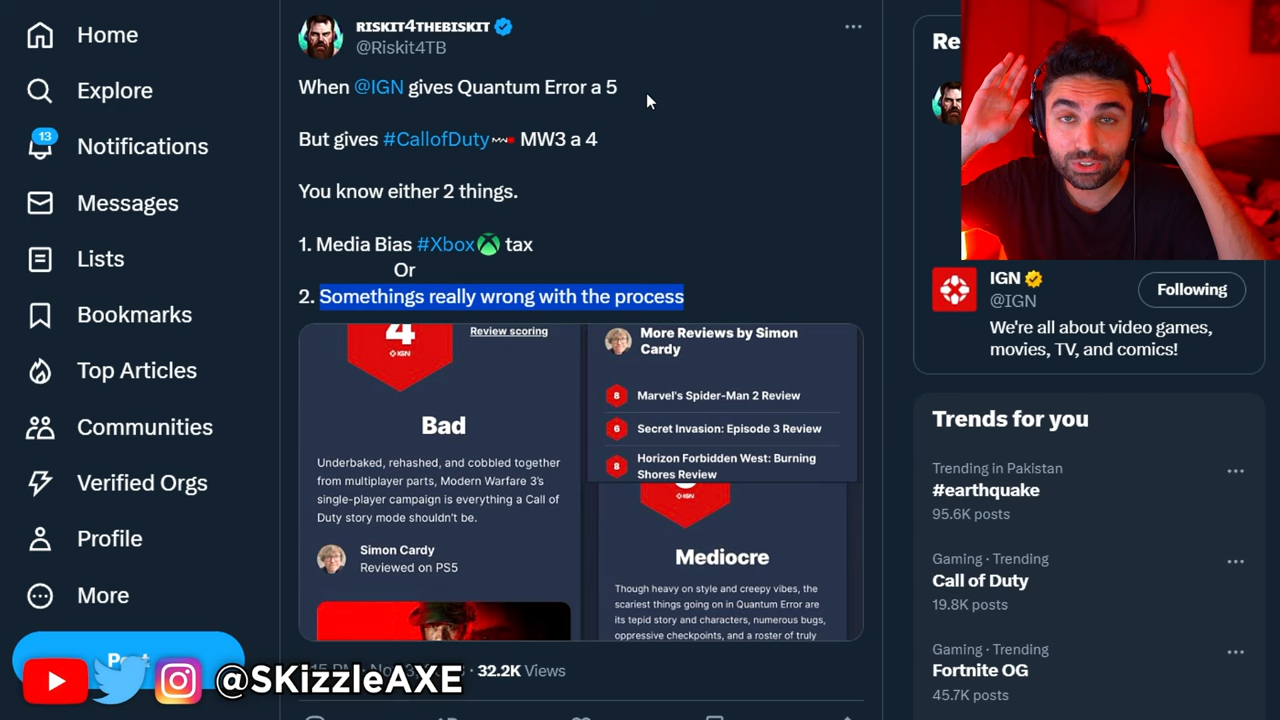 Home
Explore
13
Notifications
Messages
Lists
Bookmarks
Top Articles
Communities
Verified Orgs
Profile
More
@SKizzleAXE
RISKIT4THEBISKIT
@Riskit4TB
When @IGN gives Quantum Error a 5
But gives #CallofDuty MW3 a 4
You know either 2 things.
1. Media Bias #Xbox tax
Or
2. Somethings really wrong with the process
4
IGN
Review scoring
Bad
Underbaked, rehashed, and cobbled together
from multiplayer parts, Modern Warfare 3's
single-player campaign is everything a Call of
Duty story mode shouldn't be.
Simon Cardy
Reviewed on PS5
More Reviews by Simon
Cardy
8 Marvel's Spider-Man 2 Review
6 Secret Invasion: Episode 3 Review
8 Horizon Forbidden West: Burning
Shores Review
IGN
Mediocre
Though heavy on style and creepy vibes, the
scariest things going on in Quantum Error are
its tepid story and characters, numerous bugs,
oppressive checkpoints, and a roster of truly
32.2K Views
Re
IGN
@IGN
Following
We're all about video games,
movies, TV, and comics!
Trends for you
Trending in Pakistan
#earthquake
95.6K posts
Gaming · Trending
Call of Duty
19.8K posts
Gaming · Trending
Fortnite OG
45.7K posts